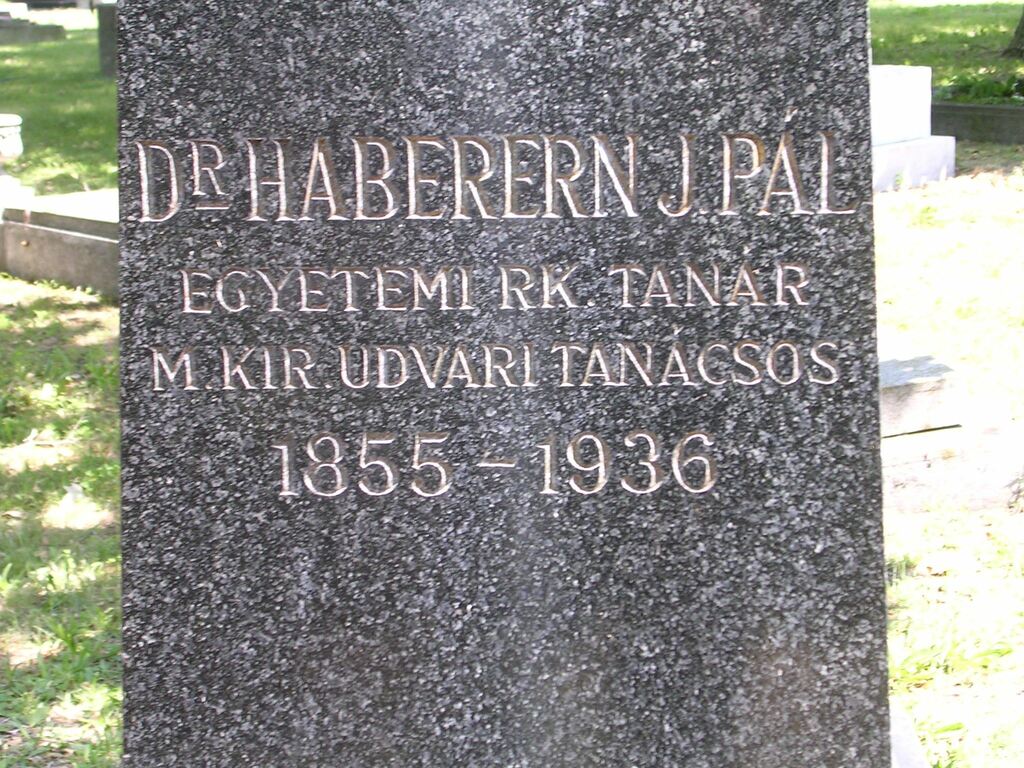 DR HABERERN J. PÁL
EGYETEMI RK. TANÁR
M. KIR. UDVARI TANÁCSOS
1855 - 1936